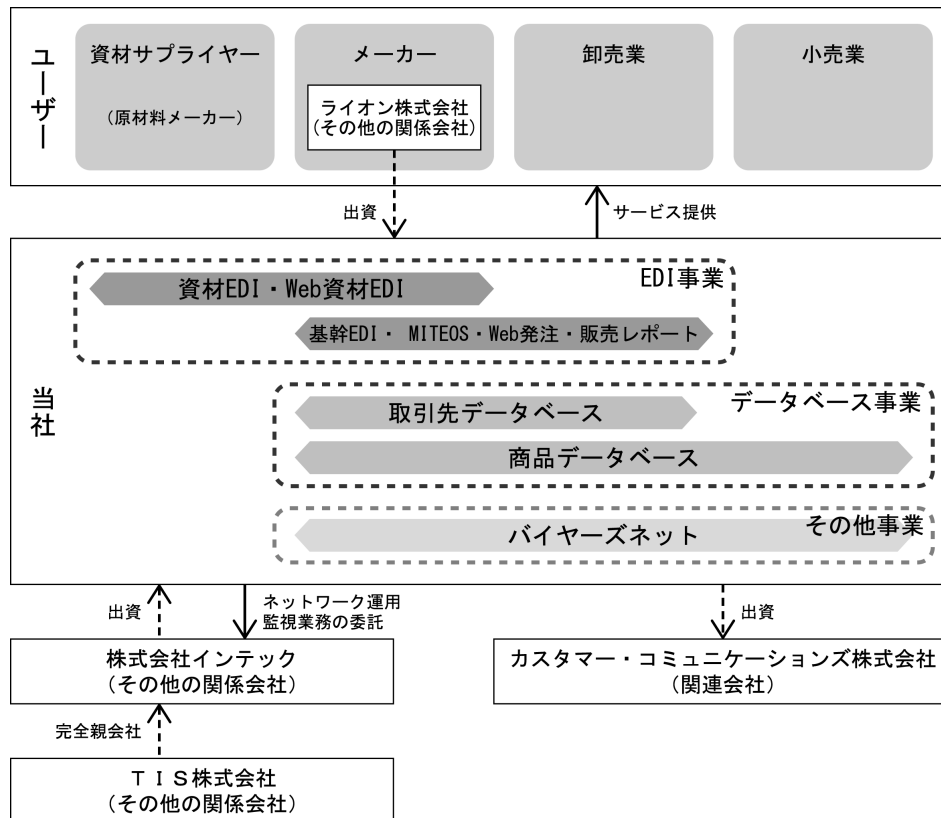 ユーザー
資材サプライヤー
(原材料メーカー)
メーカー
ライオン株式会社
(その他の関係会社)
卸売業
小売業
出資
サービス提供
当社
EDI事業
資材EDI・Web資材EDI
基幹EDI・ MITEOS・Web発注・販売レポート
データベース事業
取引先データベース
商品データベース
その他事業
バイヤーズネット
出資
ネットワーク運用
監視業務の委託
出資
株式会社インテック
(その他の関係会社)
カスタマー・コミュニケーションズ株式会社
(関連会社)
完全親会社
ＴＩＳ株式会社
(その他の関係会社)